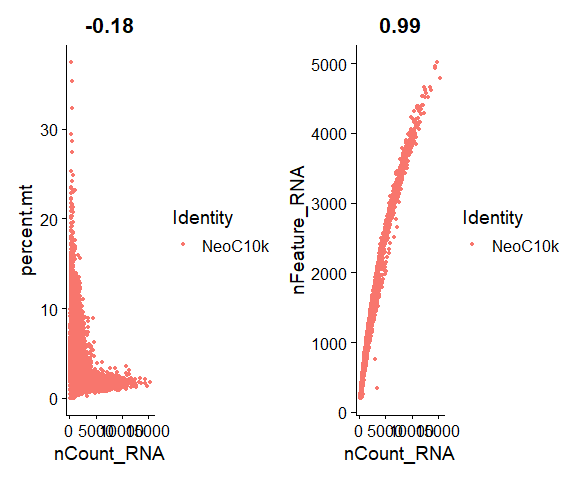 -0.18
percent.mt
30
20
10
0
0 5000 10000 15000
nCount_RNA
Identity
NeoC10k
0.99
nFeature_RNA
5000
4000
3000
2000
1000
0
0 5000 10000 15000
nCount_RNA
Identity
NeoC10k